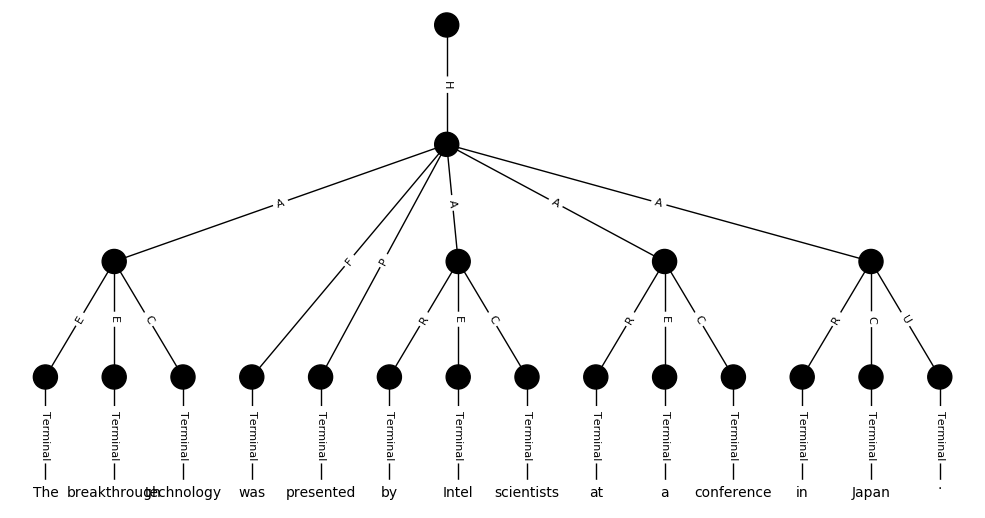 H
A A A A
F P
E E C R E C R E C R C U
Terminal Terminal Terminal Terminal Terminal Terminal Terminal Terminal Terminal Terminal Terminal Terminal Terminal Terminal
The breakthrough technology was presented by Intel scientists at a conference in Japan .